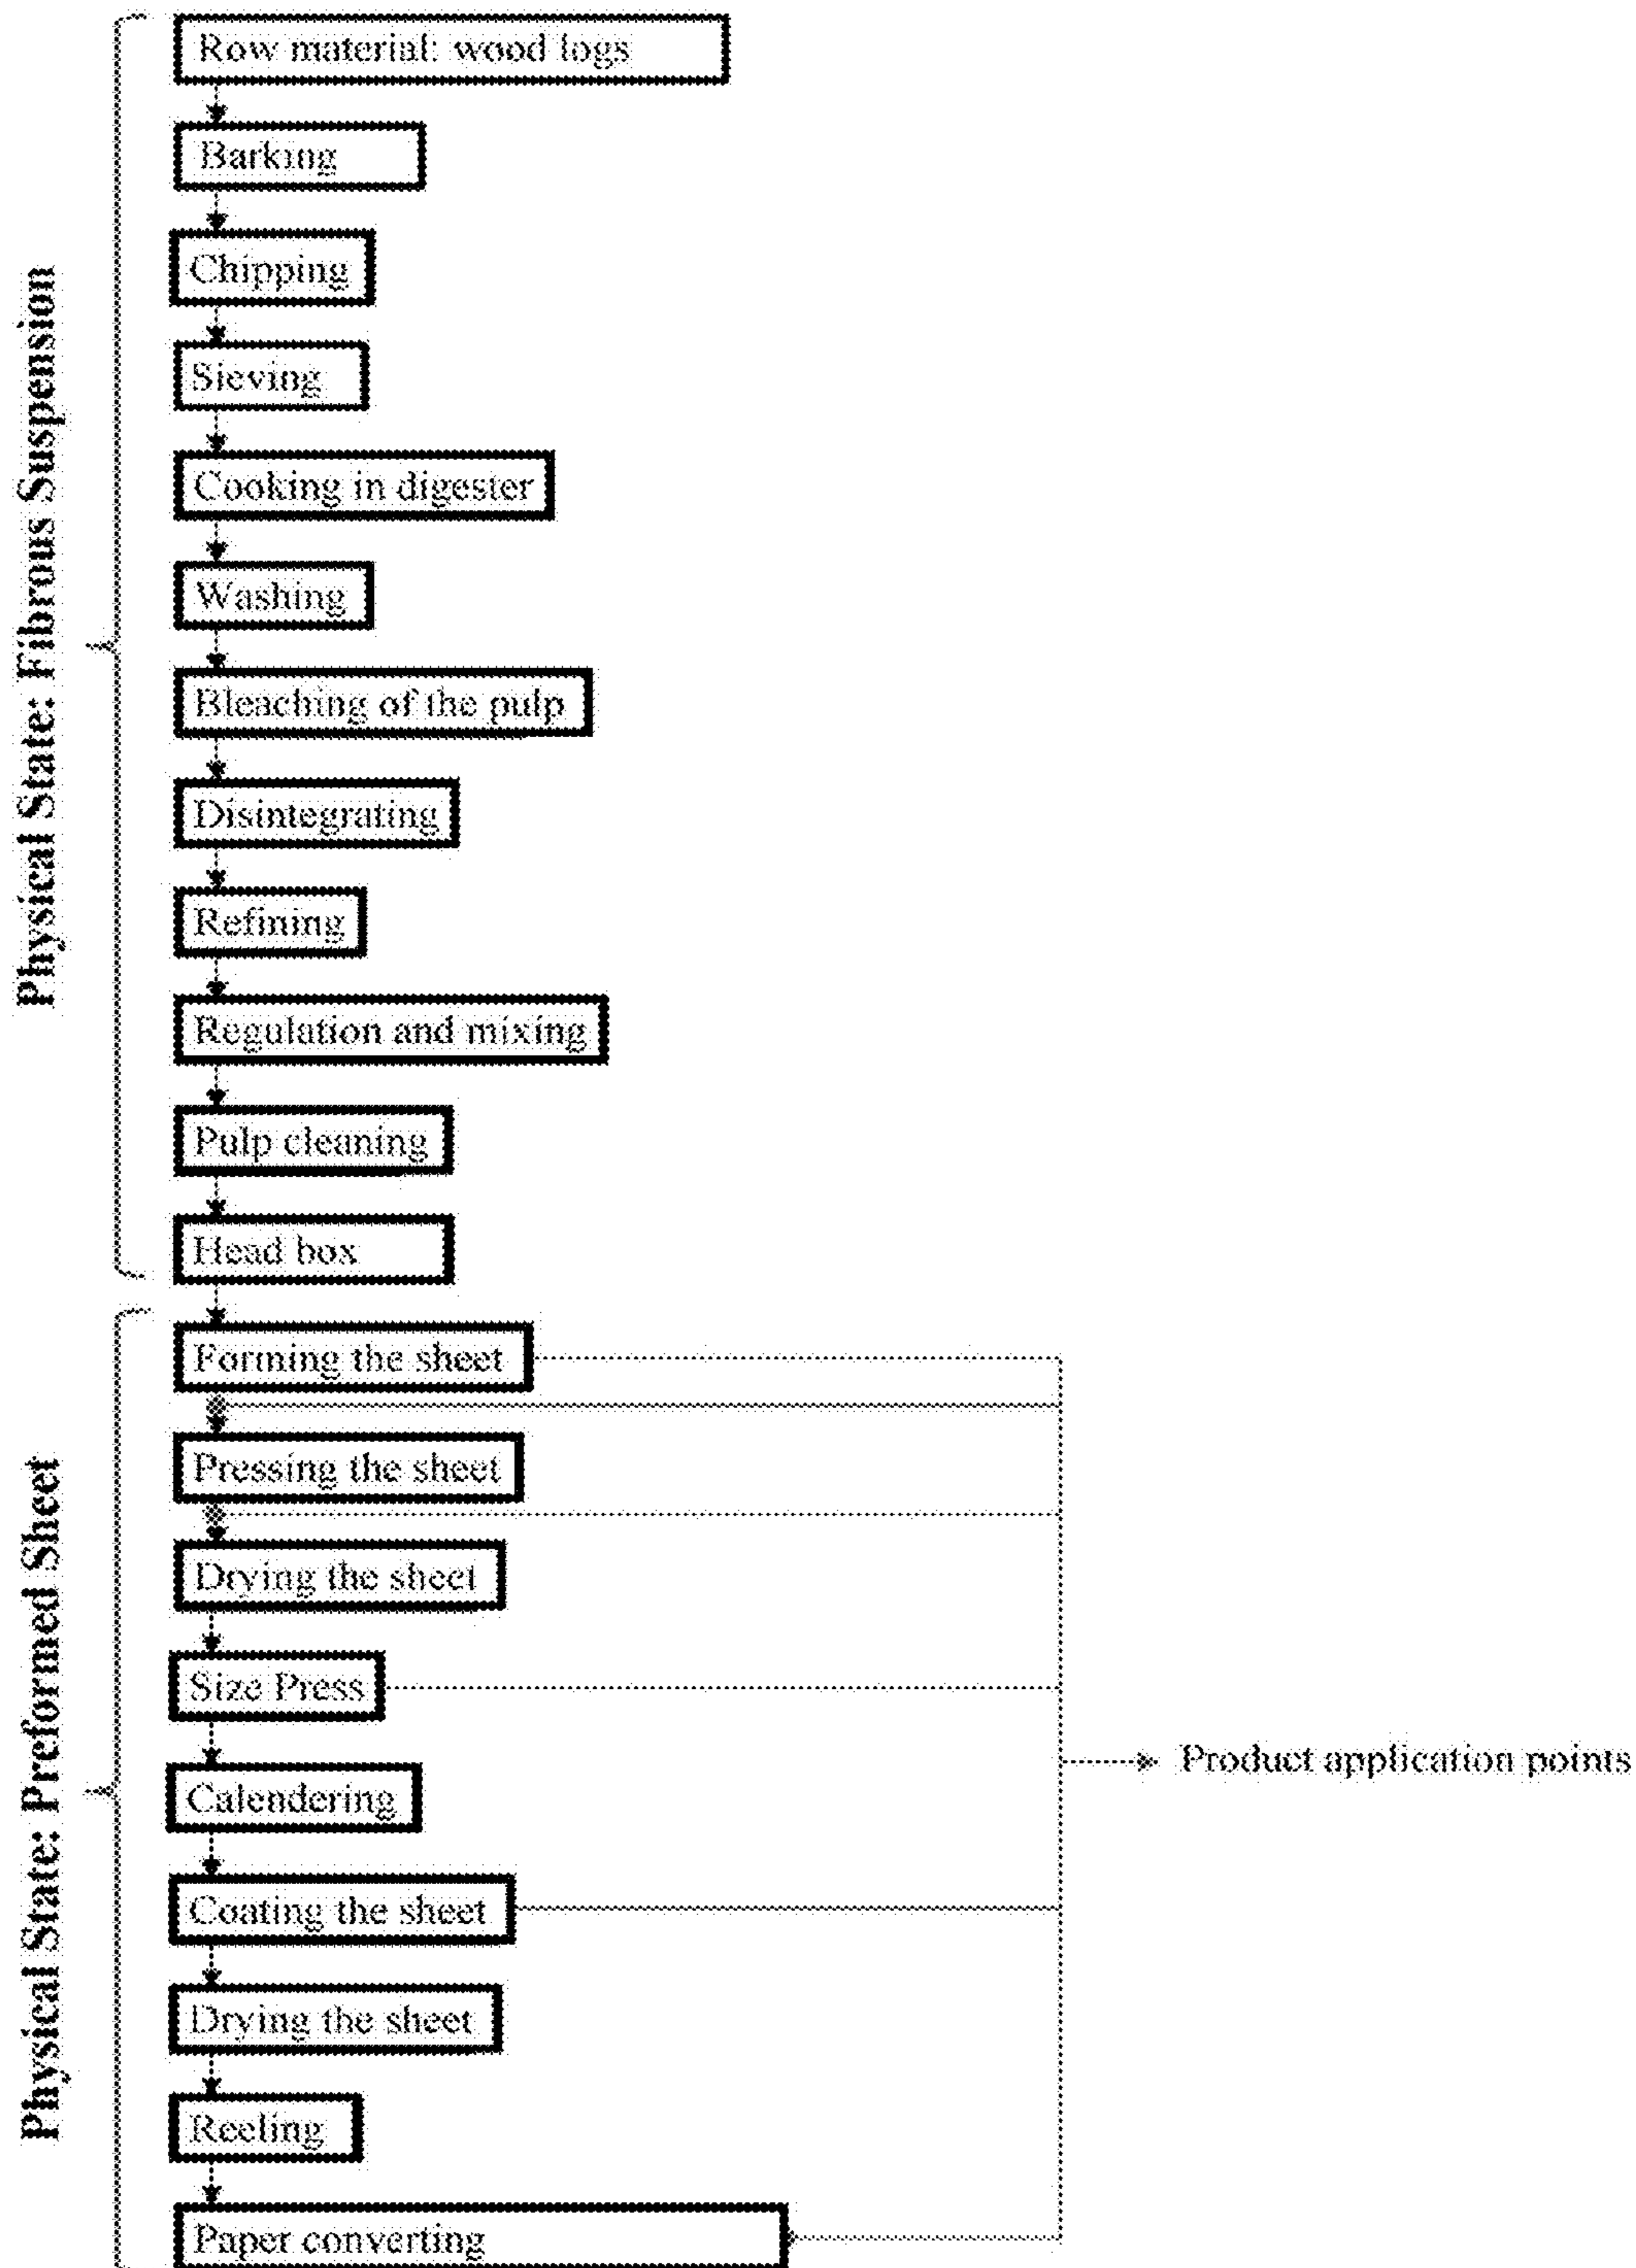 Row material: wood logs
Barking
Chipping
Sieving
Cooking in digester
Washing
Bleaching of the pulp
Disintegrating
Refining
Regulation and mixing
Pulp cleaning
Head box
Physical State: Fibrous Suspension
Forming the sheet
Pressing the sheet
Drying the sheet
Size Press
Calendering
Coating the sheet
Drying the sheet
Reeling
Paper converting
Physical State: Preformed Sheet
Product application points